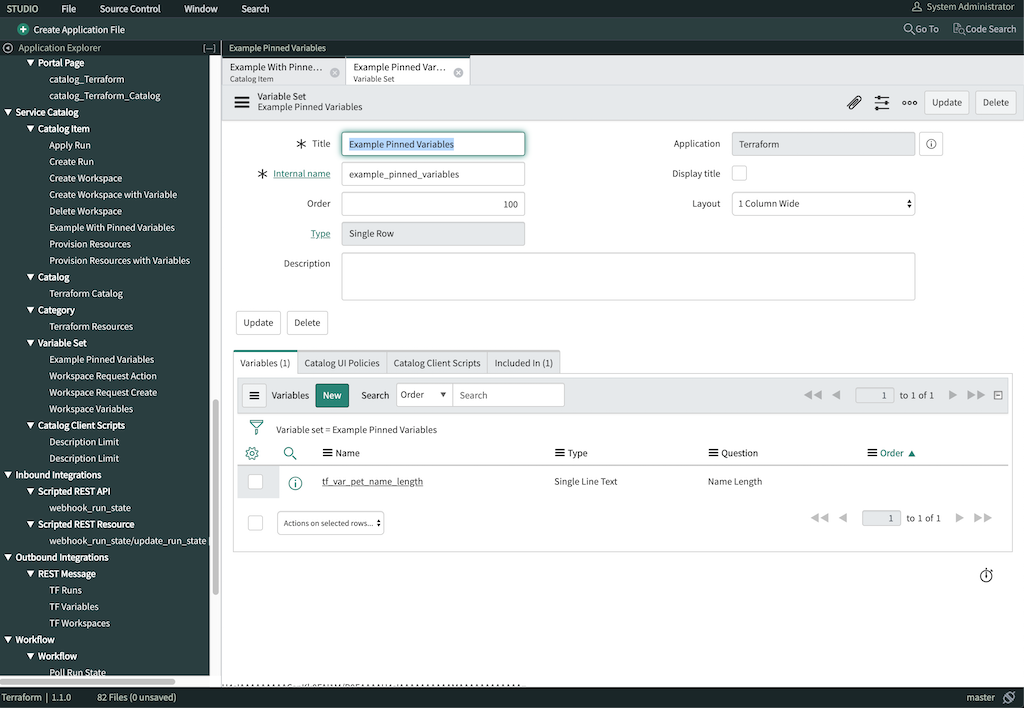 STUDIO File Source Control Window Search System Administrator
Create Application File Go To Code Search
Application Explorer [—] Example Pinned Variables
Portal Page
catalog_Terraform
catalog_Terraform_Catalog
Service Catalog
Catalog Item
Apply Run
Create Run
Create Workspace
Create Workspace with Variable
Delete Workspace
Example With Pinned Variables
Provision Resources
Provision Resources with Variables
Catalog
Terraform Catalog
Category
Terraform Resources
Variable Set
Example Pinned Variables
Workspace Request Action
Workspace Request Create
Workspace Variables
Catalog Client Scripts
Description Limit
Description Limit
Inbound Integrations
Scripted REST API
webhook_run_state
Scripted REST Resource
webhook_run_state/update_run_state
Outbound Integrations
REST Message
TF Runs
TF Variables
TF Workspaces
Workflow
Workflow
Poll Run State
Example With Pinne...
Catalog Item
Example Pinned Var...
Variable Set
Variable Set
Example Pinned Variables
Update Delete
Title Example Pinned Variables
Internal name example_pinned_variables
Order 100
Type Single Row
Description
Application Terraform
Display title
Layout 1 Column Wide
Update Delete
Variables (1) Catalog UI Policies Catalog Client Scripts Included In (1)
Variables New Search Order Search 1 to 1 of 1
Variable set = Example Pinned Variables
Name Type Question Order
tf_var_pet_name_length Single Line Text Name Length
Actions on selected rows... 1 to 1 of 1
Terraform | 1.1.0 82 Files (0 unsaved) master